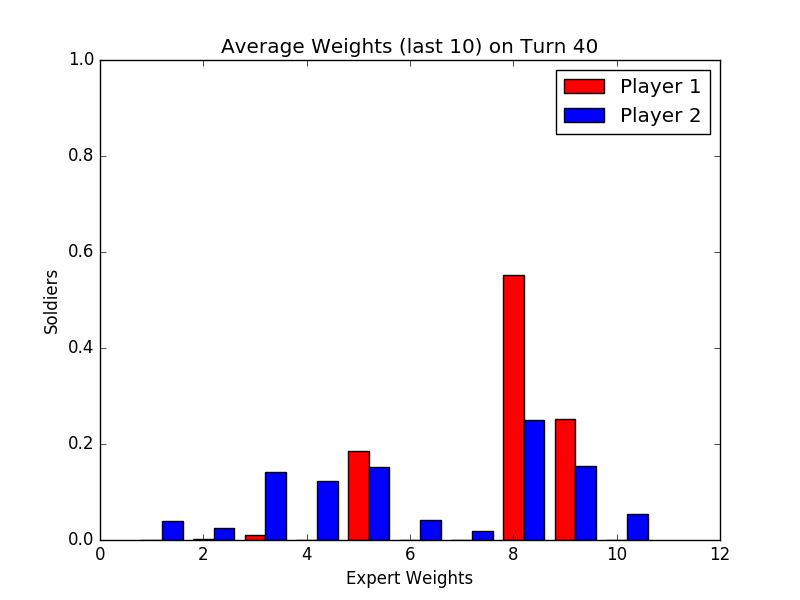 Average Weights (last 10) on Turn 40
1.0
0.8
0.6
0.4
0.2
0.0
Soldiers
Player 1
Player 2
0 2 4 6 8 10 12
Expert Weights